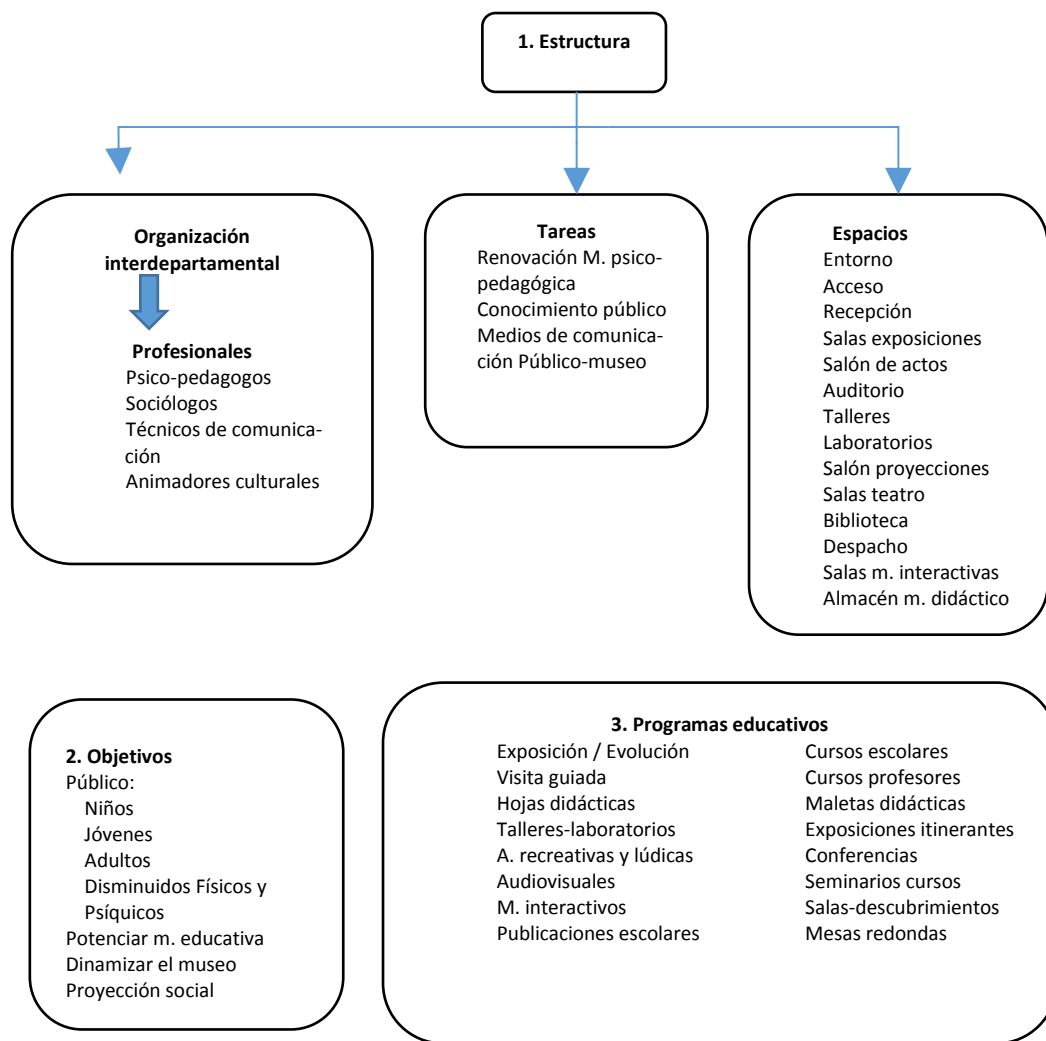 1. Estructura
Organización
interdepartamental
Profesionales
Psico-pedagogos
Sociólogos
Técnicos de comunica-
ción
Animadores culturales
Tareas
Renovación M. psico-
pedagógica
Conocimiento público
Medios de comunica-
ción Público-museo
Espacios
Entorno
Acceso
Recepción
Salas exposiciones
Salón de actos
Auditorio
Talleres
Laboratorios
Salón proyecciones
Salas teatro
Biblioteca
Despacho
Salas m. interactivas
Almacén m. didáctico
2. Objetivos
Público:
Niños
Jóvenes
Adultos
Disminuidos Físicos y
Psíquicos
Potenciar m. educativa
Dinamizar el museo
Proyección social
3. Programas educativos
Exposición / Evolución
Visita guiada
Hojas didácticas
Talleres-laboratorios
A. recreativas y lúdicas
Audiovisuales
M. interactivos
Publicaciones escolares
Cursos escolares
Cursos profesores
Maletas didácticas
Exposiciones itinerantes
Conferencias
Seminarios cursos
Salas-descubrimientos
Mesas redondas